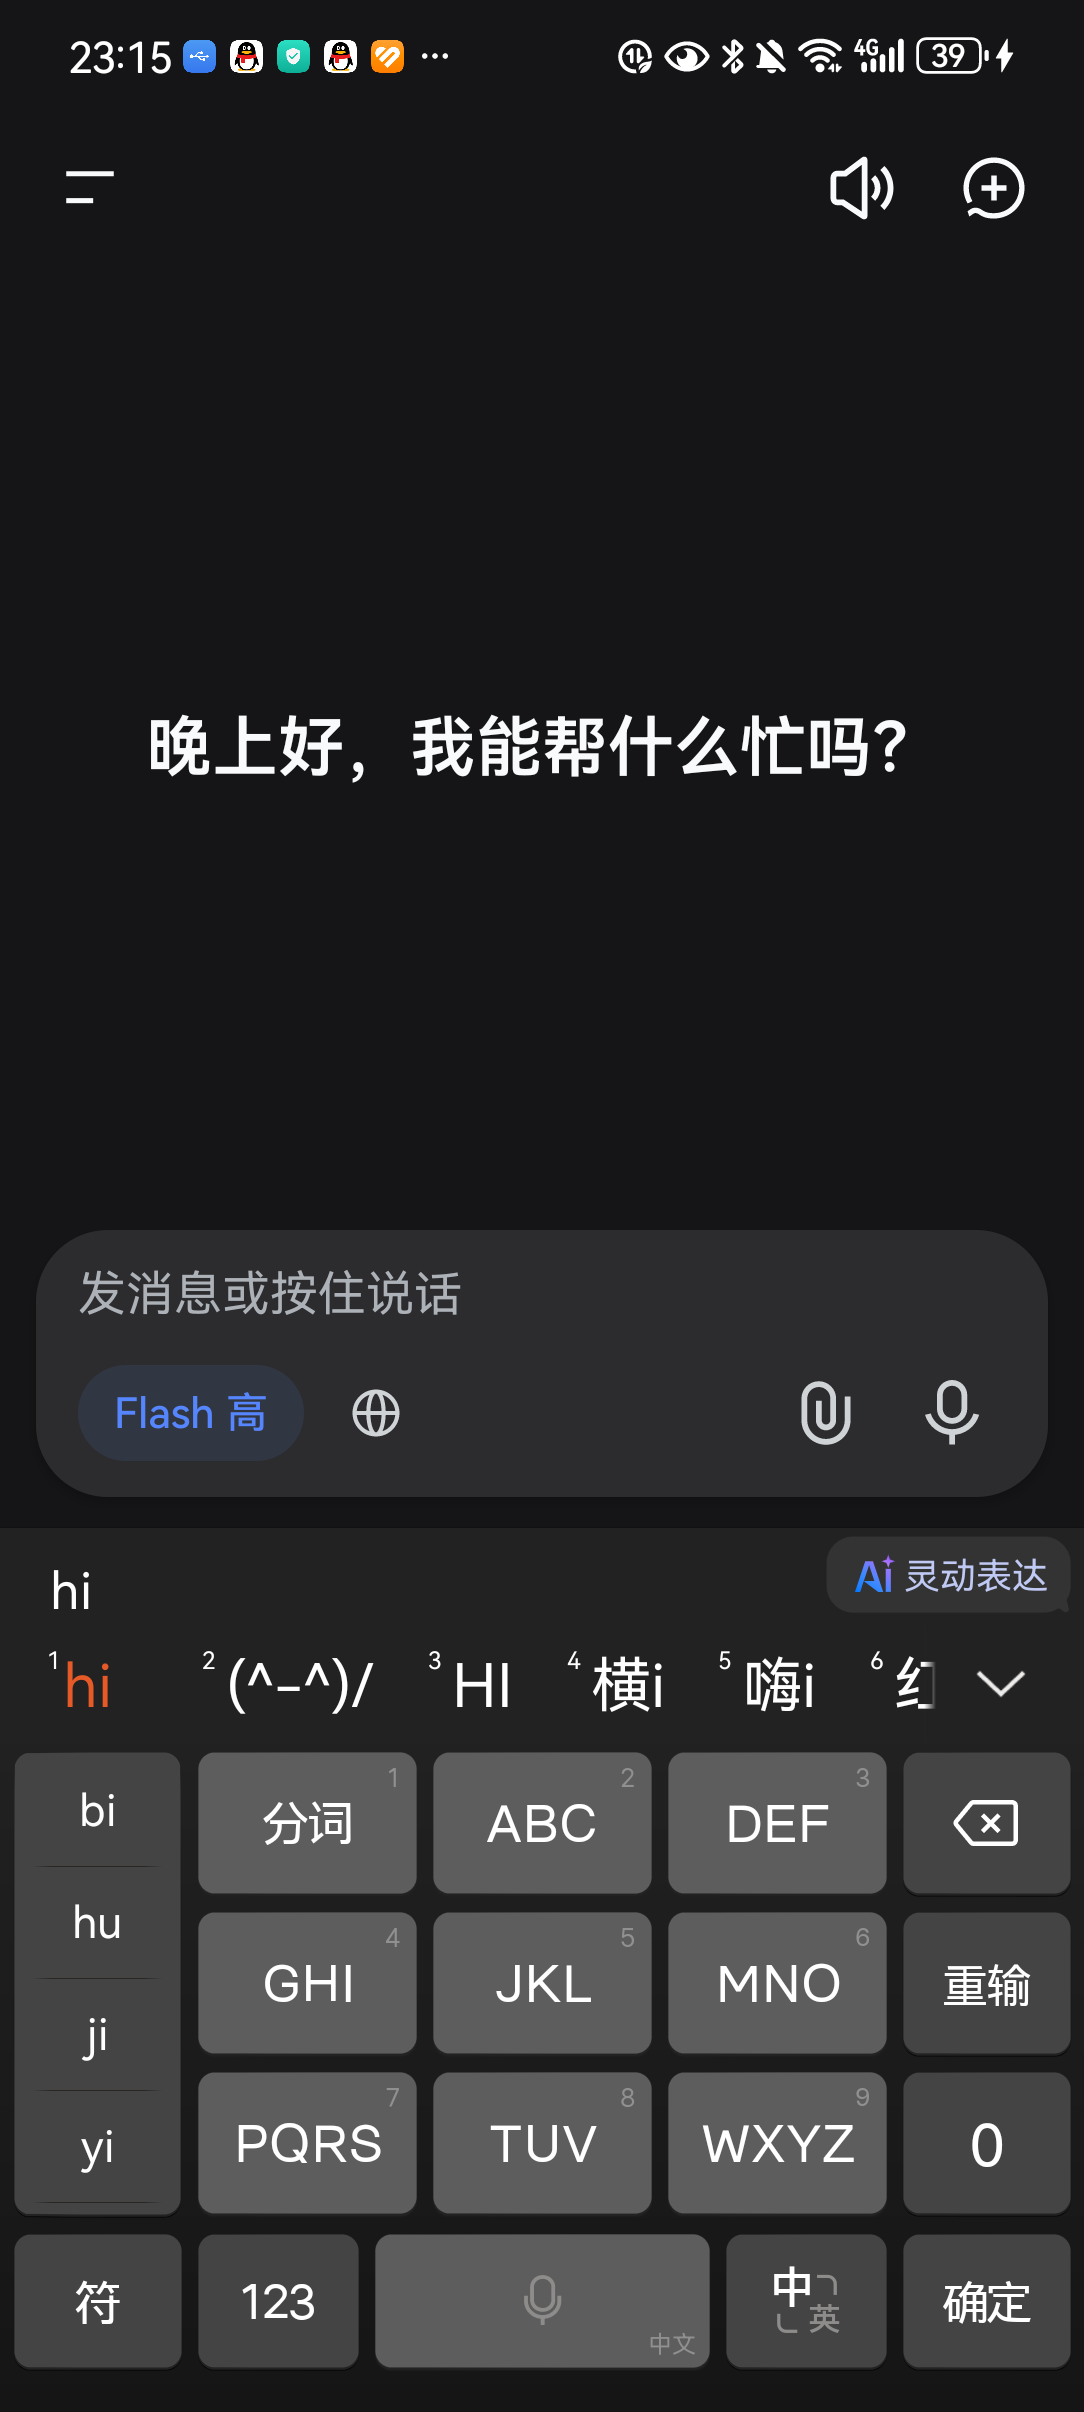 23:15 ··· 4G 39
晚上好，我能帮什么忙吗？
发消息或按住说话
Flash 高
hi
Ai 灵动表达
1 hi 2 (^-^)/ 3 HI 4 横i 5 嗨i 6
bi
hu
ji
yi
分词 1 ABC 2 DEF 3
GHI 4 JKL 5 MNO 6 重输
PQRS 7 TUV 8 WXYZ 9 0
符 123 中文 中 英 确定